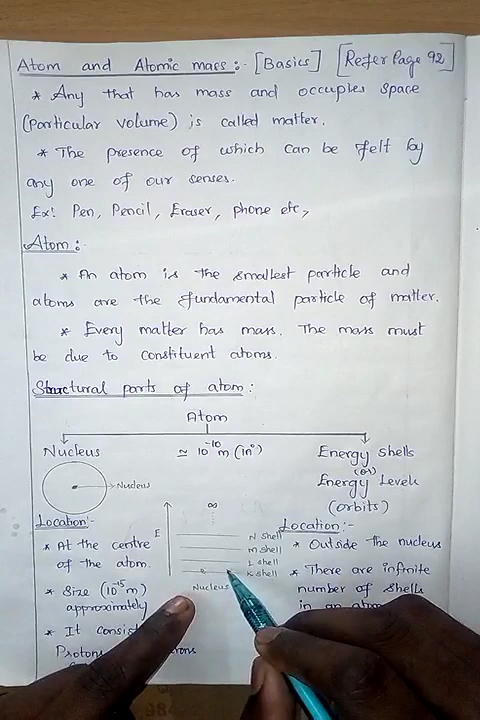 Atom and Atomic mass:- [Basics] [Refer Page 92]
* Any that has mass and occupies space
(particular volume) is called matter.
* The presence of which can be felt by
any one of our senses.
Ex: Pen, Pencil, Eraser, phone etc,
Atom:-
* An atom is the smallest particle and
atoms are the fundamental particle of matter.
* Every matter has mass. The mass must
be due to constituent atoms.
Structural parts of atom:
Atom
Nucleus
≃ 10⁻¹⁰ m (1A⁰)
Energy Shells
(or)
Energy Levels
(orbits)
Nucleus
Location:-
* At the centre
of the atom.
* Size (10⁻¹⁵ m)
approximately
* It
Protons
E
∞
N shell
M shell
L shell
K shell
Nucleus
Location:-
* Outside the nucleus
* There are infinite
number of shells
in an